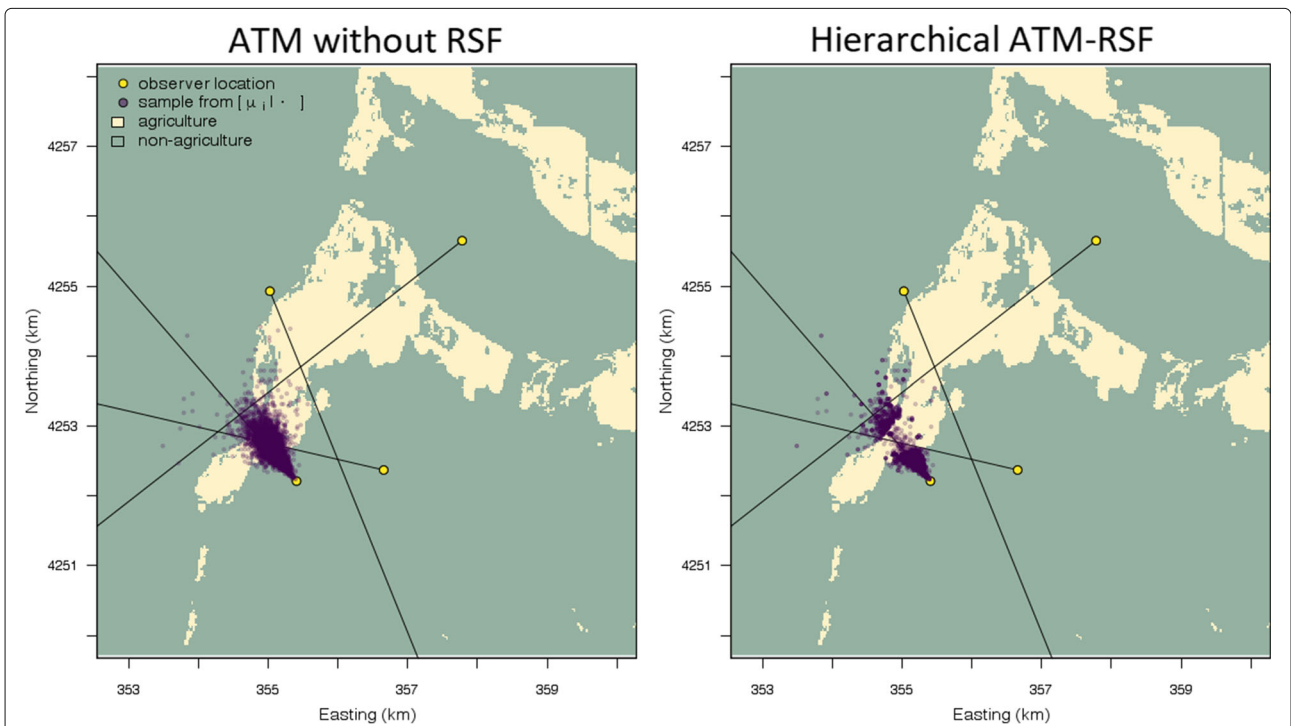 ATM without RSF
Hierarchical ATM-RSF
observer location
sample from [ μ i | · ]
agriculture
non-agriculture
4257
4255
4253
4251
Northing (km)
353
355
357
359
Easting (km)
4257
4255
4253
4251
Northing (km)
353
355
357
359
Easting (km)